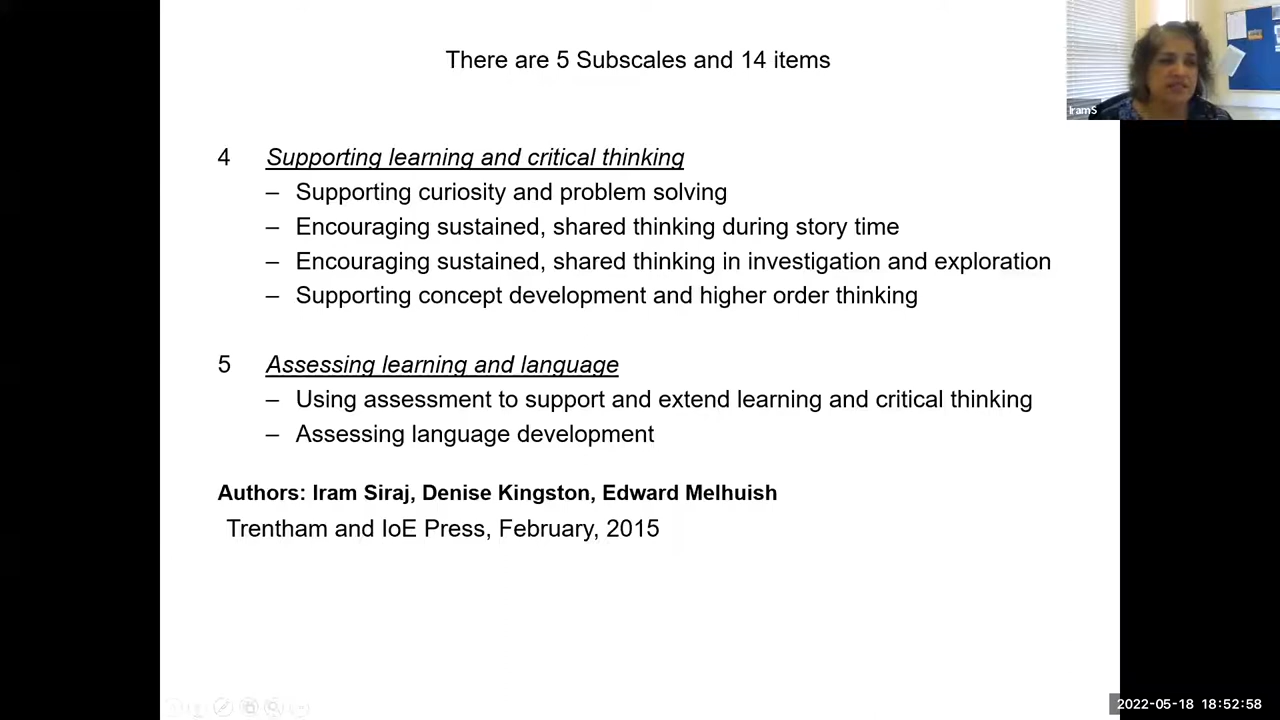 There are 5 Subscales and 14 items
Iram S
4 Supporting learning and critical thinking
– Supporting curiosity and problem solving
– Encouraging sustained, shared thinking during story time
– Encouraging sustained, shared thinking in investigation and exploration
– Supporting concept development and higher order thinking
5 Assessing learning and language
– Using assessment to support and extend learning and critical thinking
– Assessing language development
Authors: Iram Siraj, Denise Kingston, Edward Melhuish
Trentham and IoE Press, February, 2015
2022-05-18 18:52:58